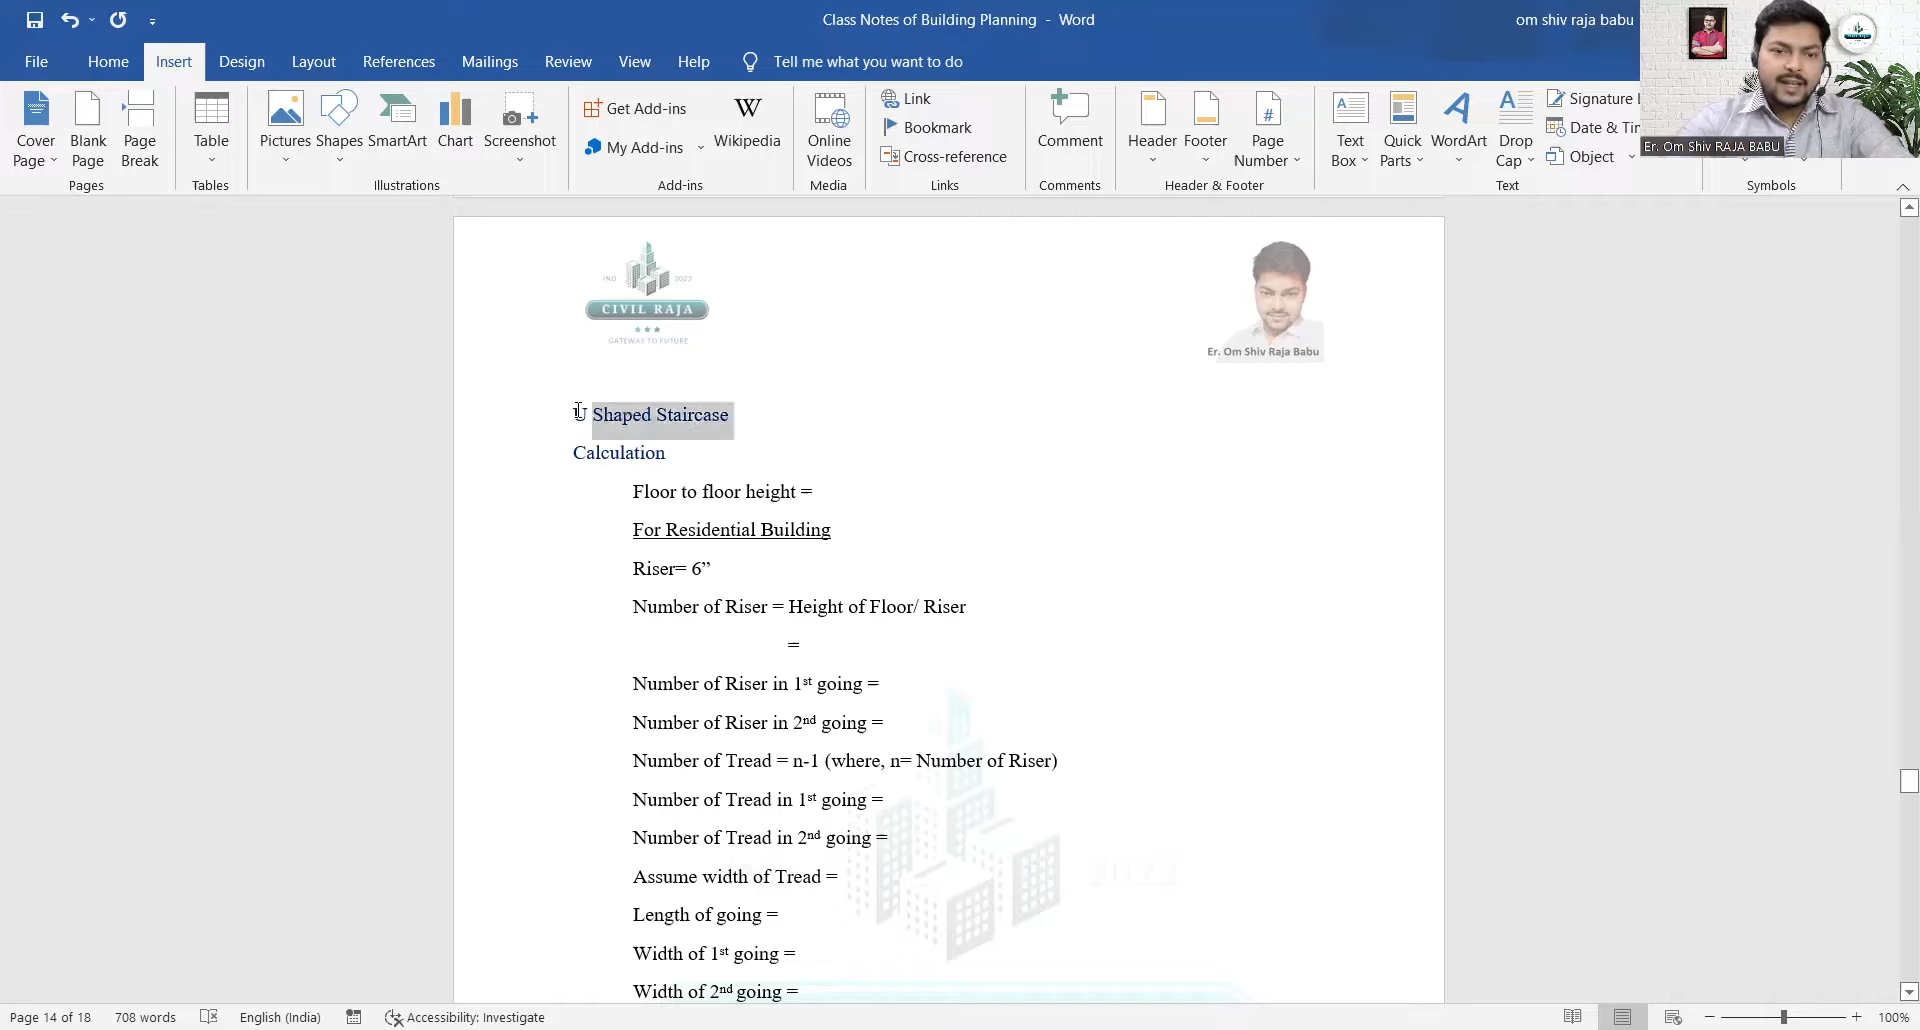 Class Notes of Building Planning - Word
om shiv raja babu
File Home Insert Design Layout References Mailings Review View Help Tell me what you want to do
Cover Page
Blank Page
Page Break
Pages
Table
Tables
Pictures
Shapes
SmartArt
Chart
Screenshot
Illustrations
Get Add-ins
My Add-ins
Wikipedia
Add-ins
Online Videos
Media
Link
Bookmark
Cross-reference
Links
Comment
Comments
Header
Footer
Page Number
Header & Footer
Text Box
Quick Parts
WordArt
Drop Cap
Signature
Date &
Object
Text
Symbols
Er. Om Shiv RAJA BABU
IND 2022
CIVIL RAJA
GATEWAY TO FUTURE
Er. Om Shiv Raja Babu
U Shaped Staircase
Calculation
Floor to floor height =
For Residential Building
Riser= 6”
Number of Riser = Height of Floor/ Riser
=
Number of Riser in 1st going =
Number of Riser in 2nd going =
Number of Tread = n-1 (where, n= Number of Riser)
Number of Tread in 1st going =
Number of Tread in 2nd going =
Assume width of Tread =
Length of going =
Width of 1st going =
Width of 2nd going =
2022
Page 14 of 18 708 words English (India) Accessibility: Investigate 100%